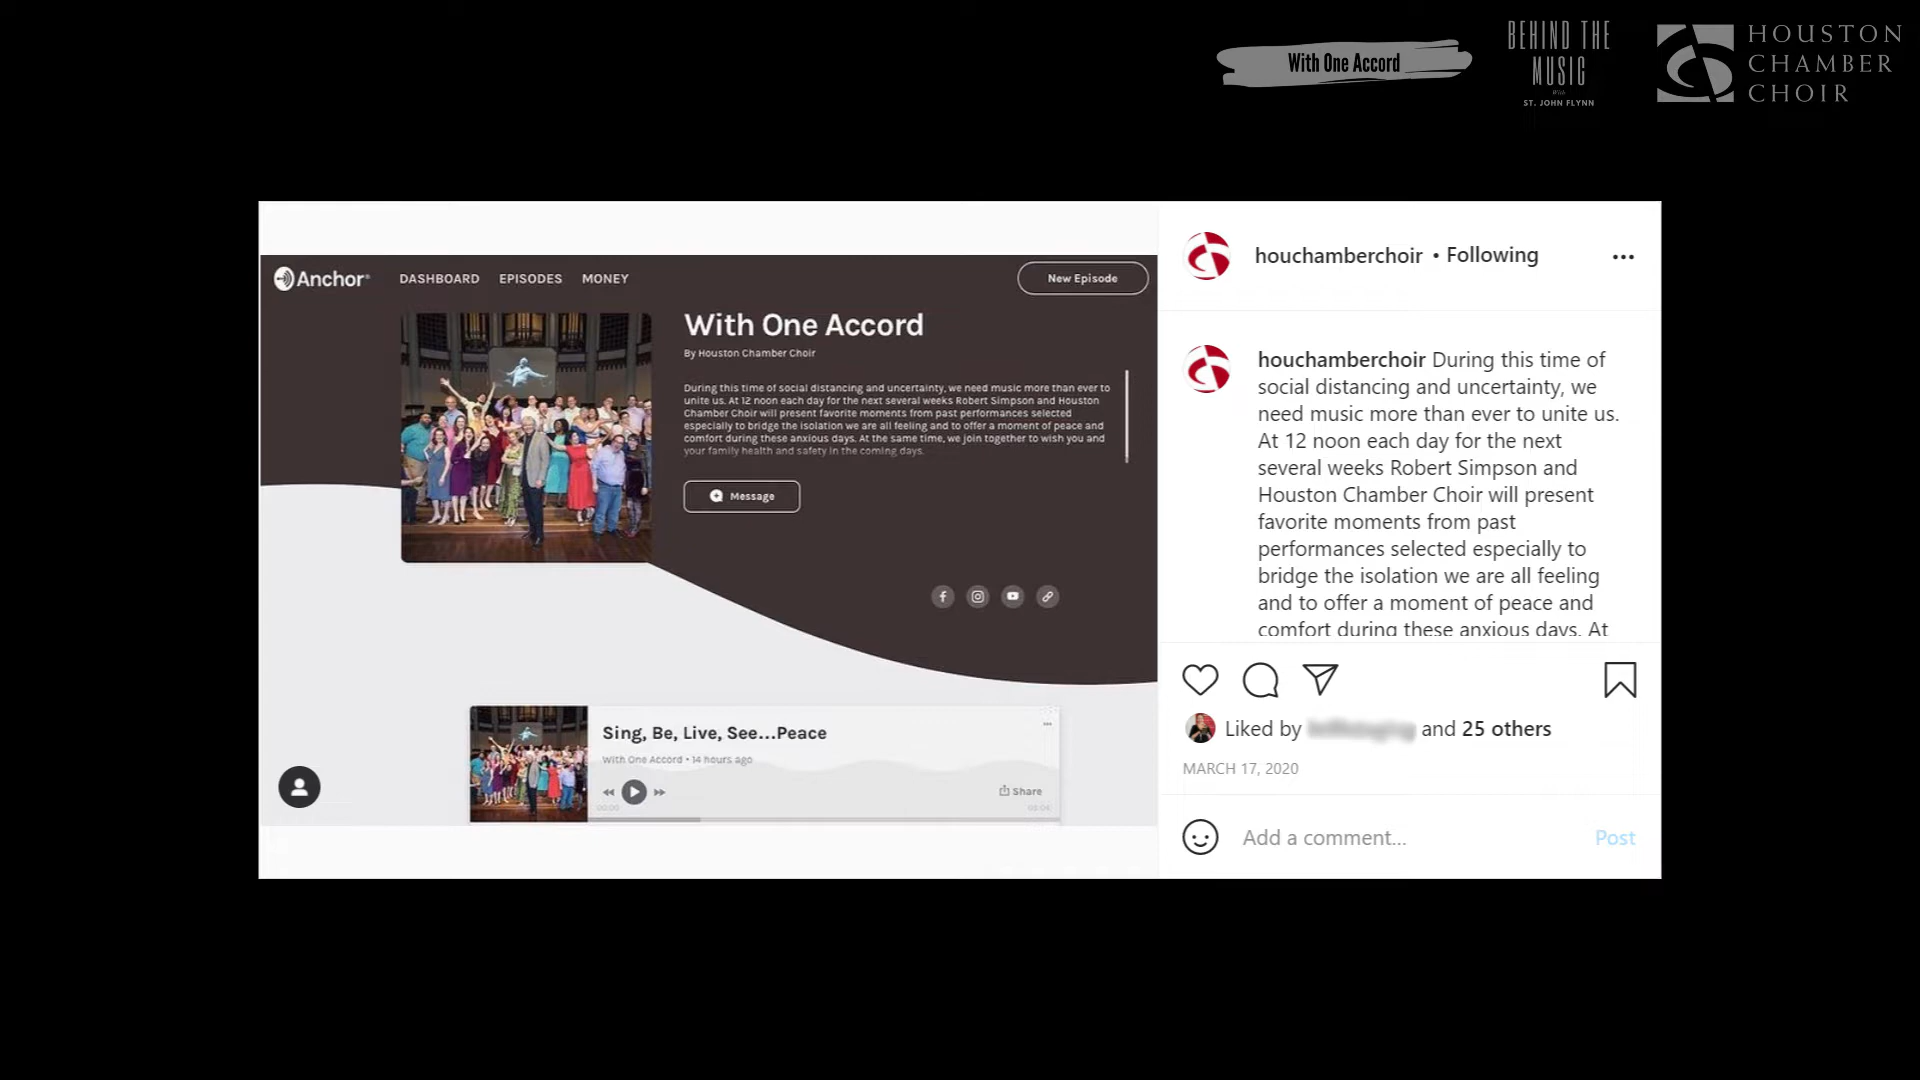 With One Accord
BEHIND THE
MUSIC
With
ST. JOHN FLYNN
HOUSTON
CHAMBER
CHOIR
Anchor
DASHBOARD EPISODES MONEY
New Episode
With One Accord
By Houston Chamber Choir
During this time of social distancing and uncertainty, we need music more than ever to
unite us. At 12 noon each day for the next several weeks Robert Simpson and Houston
Chamber Choir will present favorite moments from past performances selected
especially to bridge the isolation we are all feeling and to offer a moment of peace and
comfort during these anxious days. At the same time, we join together to wish you and
your family health and safety in the coming days.
Message
Sing, Be, Live, See...Peace
With One Accord • 14 hours ago
Share
00:00
houchamberchoir • Following
houchamberchoir During this time of
social distancing and uncertainty, we
need music more than ever to unite us.
At 12 noon each day for the next
several weeks Robert Simpson and
Houston Chamber Choir will present
favorite moments from past
performances selected especially to
bridge the isolation we are all feeling
and to offer a moment of peace and
comfort during these anxious days. At
Liked by and 25 others
MARCH 17, 2020
Add a comment...
Post